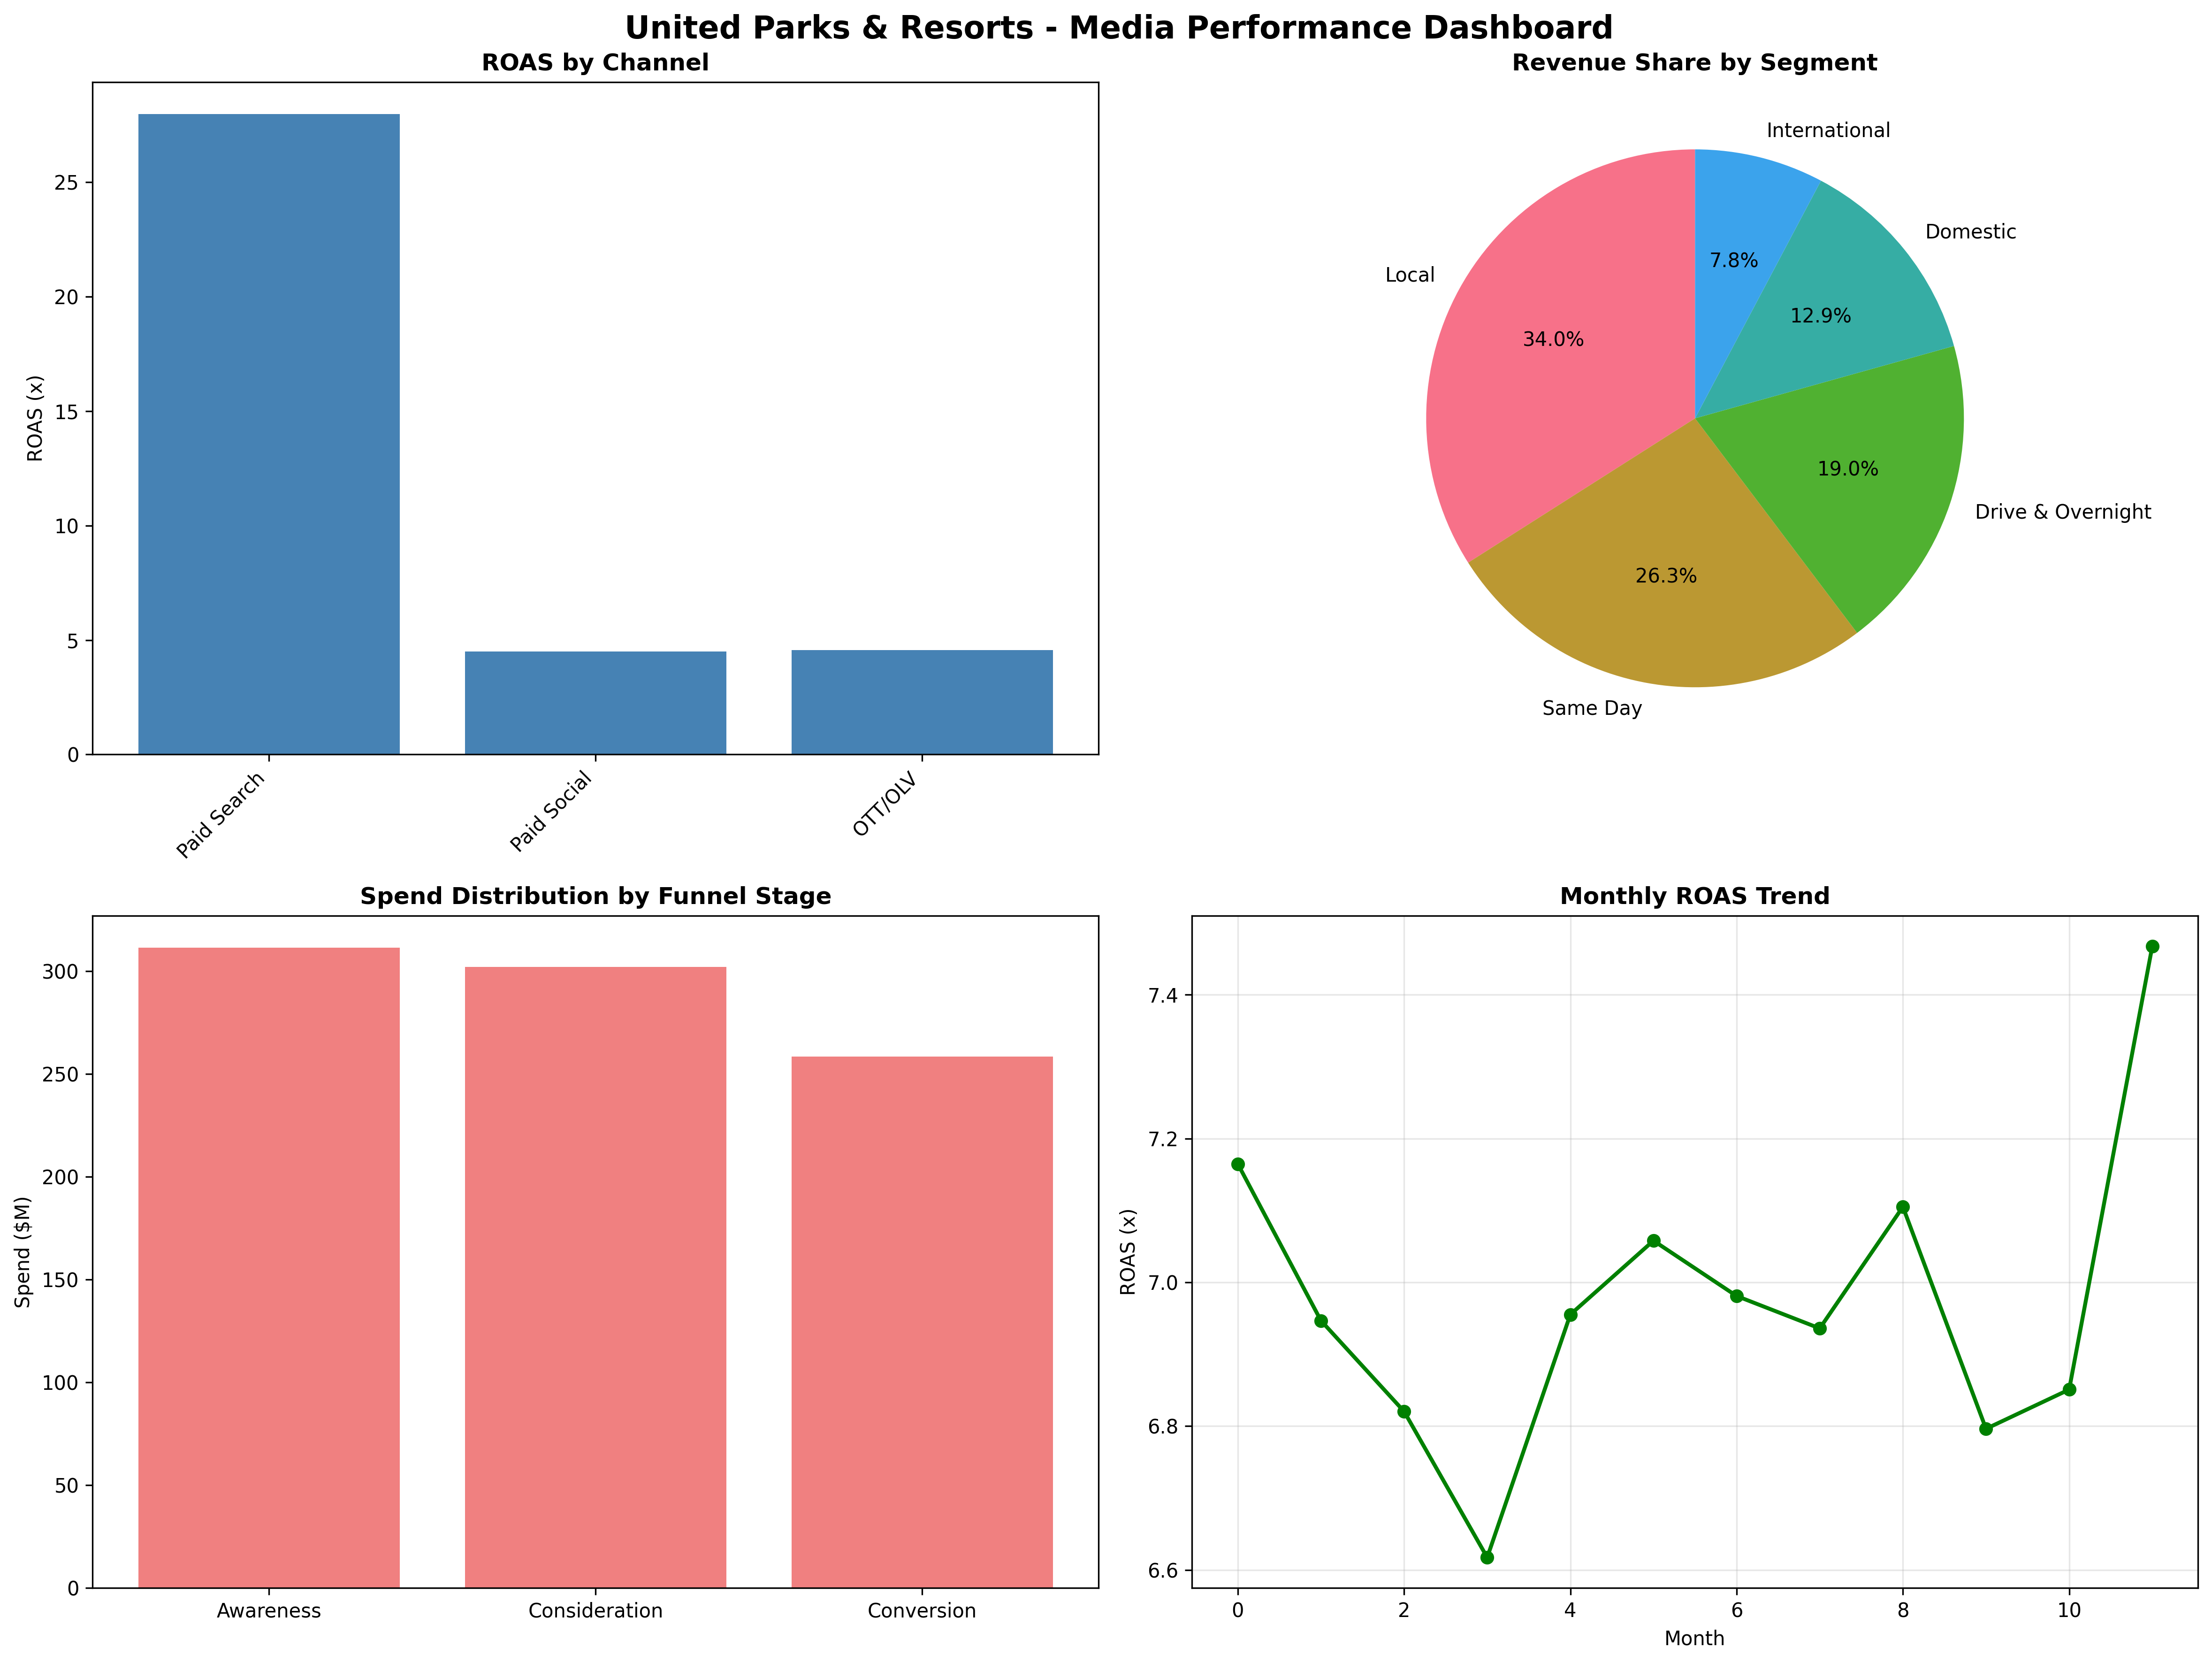 United Parks & Resorts - Media Performance Dashboard
ROAS by Channel
ROAS (x)
25
20
15
10
5
0
Paid Search
Paid Social
OTT/OLV
Revenue Share by Segment
International
Domestic
Local
Drive & Overnight
Same Day
7.8%
12.9%
34.0%
19.0%
26.3%
Spend Distribution by Funnel Stage
Spend ($M)
300
250
200
150
100
50
0
Awareness
Consideration
Conversion
Monthly ROAS Trend
ROAS (x)
7.4
7.2
7.0
6.8
6.6
0
2
4
6
8
10
Month